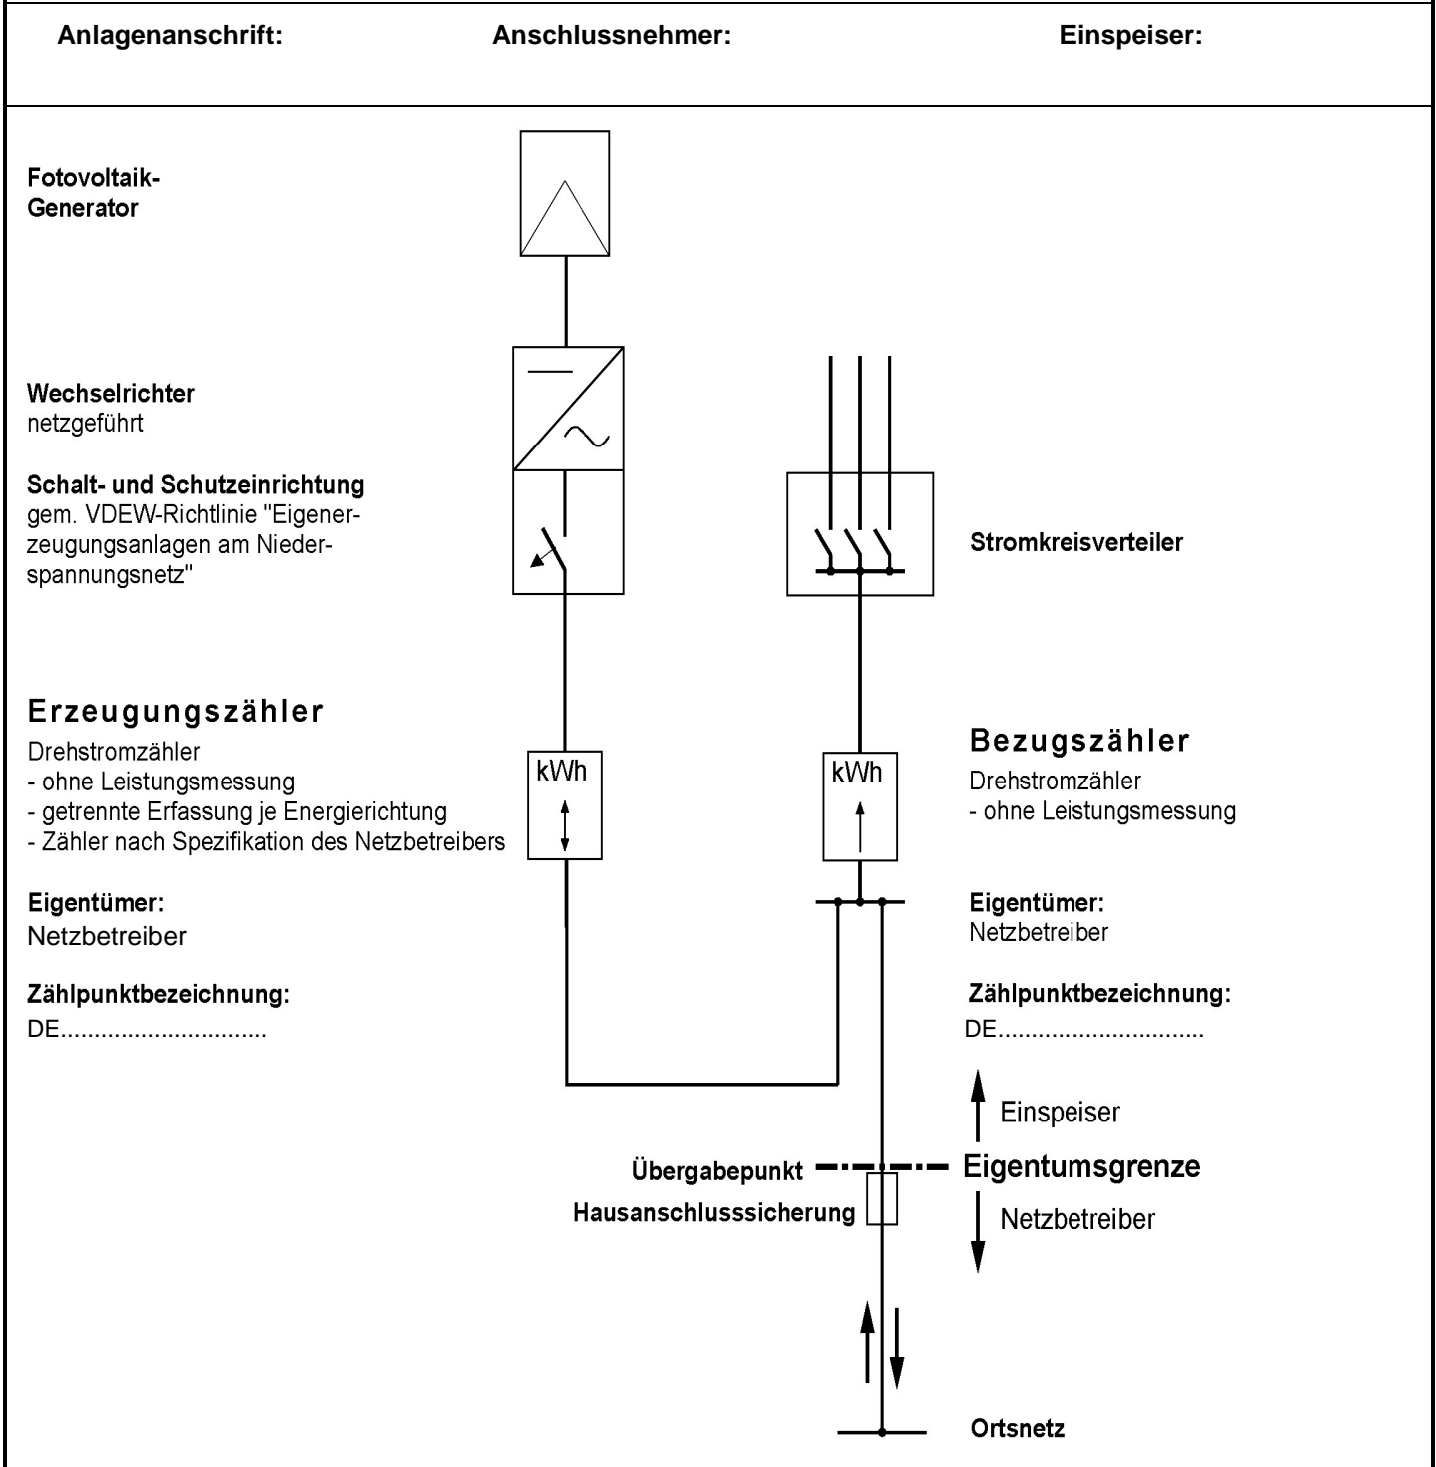 Anlagenanschrift:
Anschlussnehmer:
Einspeiser:
Fotovoltaik-
Generator
Wechselrichter
netzgeführt
Schalt- und Schutzeinrichtung
gem. VDEW-Richtlinie "Eigener-
zeugungsanlagen am Nieder-
spannungsnetz"
Stromkreisverteiler
Erzeugungszähler
Drehstromzähler
- ohne Leistungsmessung
- getrennte Erfassung je Energierichtung
- Zähler nach Spezifikation des Netzbetreibers
kWh
kWh
Bezugszähler
Drehstromzähler
- ohne Leistungsmessung
Eigentümer:
Netzbetreiber
Eigentümer:
Netzbetreiber
Zählpunktbezeichnung:
DE...............................
Zählpunktbezeichnung:
DE...............................
Einspeiser
Übergabepunkt
Eigentumsgrenze
Hausanschlusssicherung
Netzbetreiber
Ortsnetz